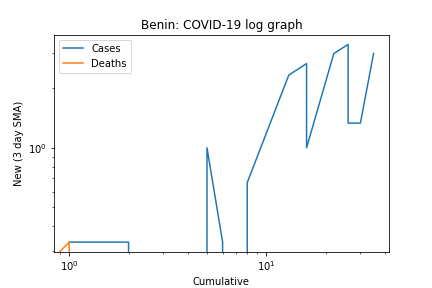 Benin: COVID-19 log graph
Cases
Deaths
New (3 day SMA)
10⁰
10⁰
10¹
Cumulative